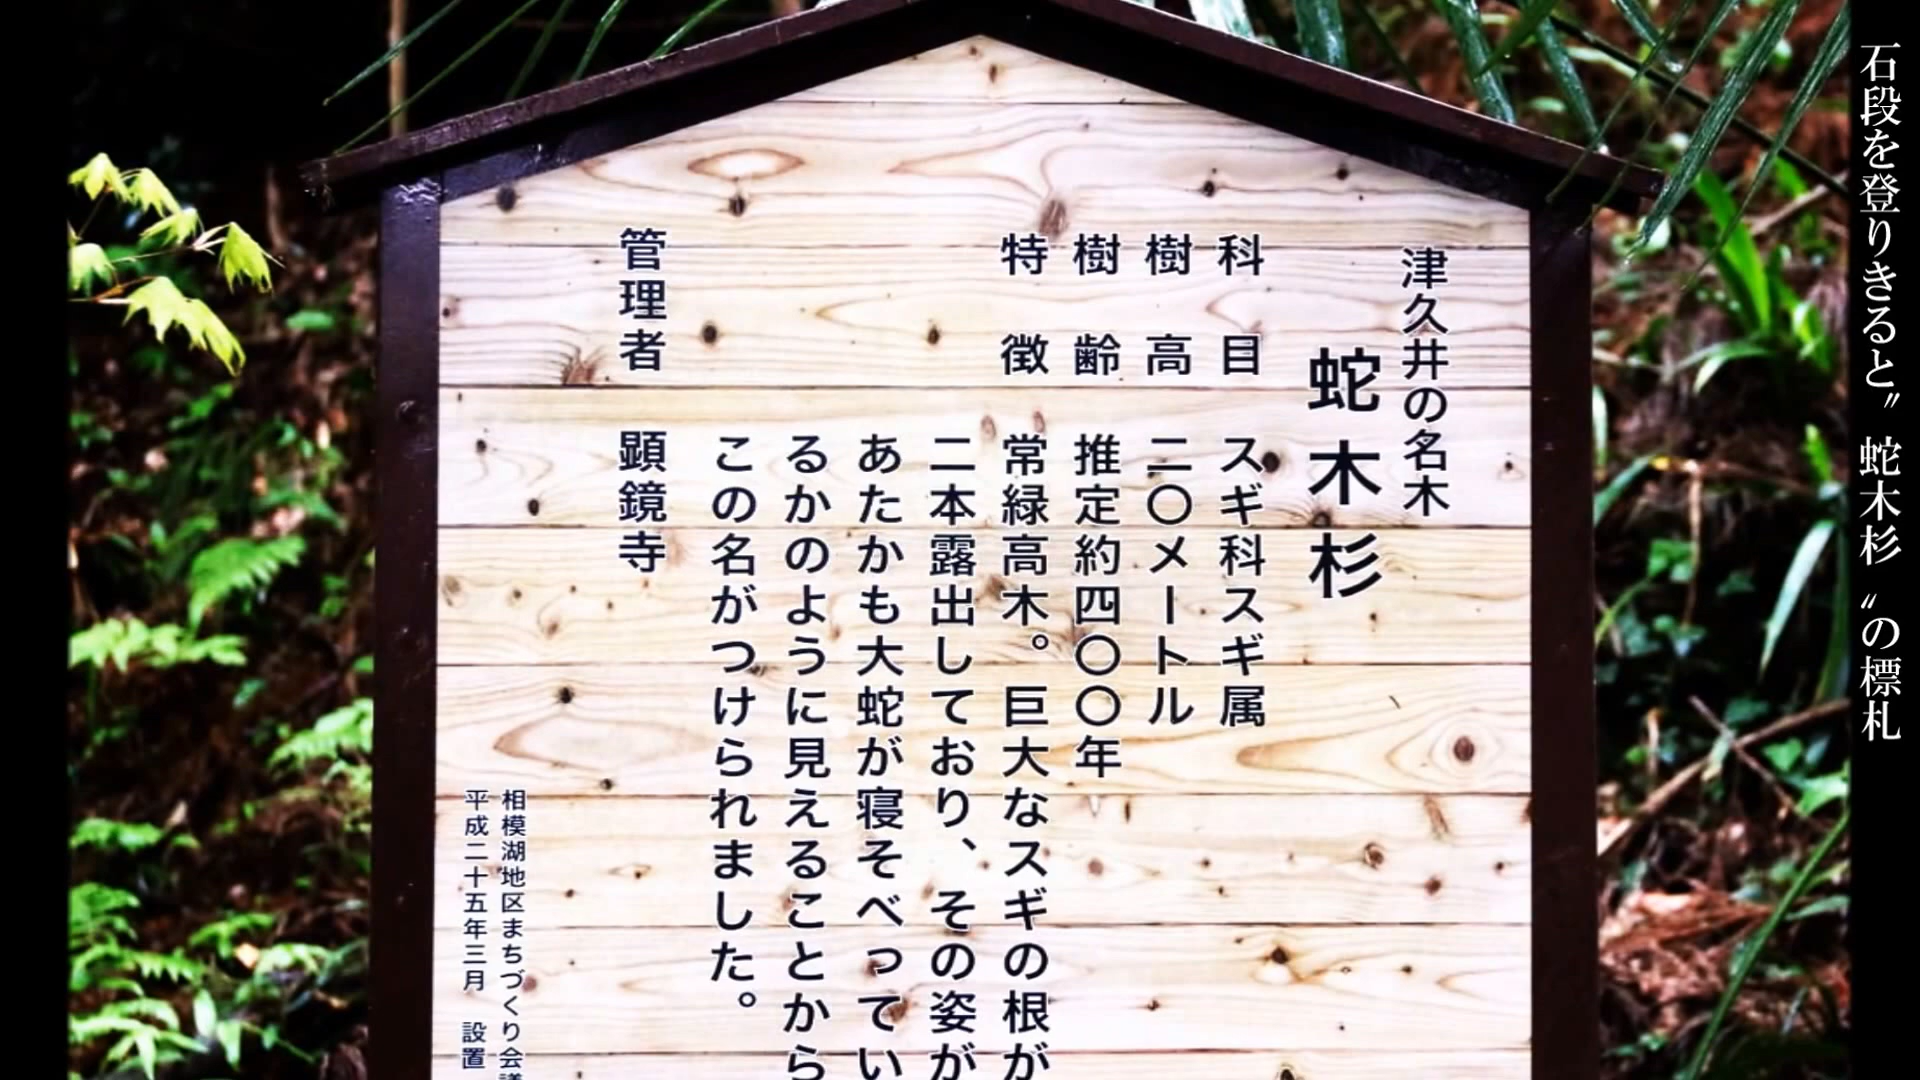 石段を登りきると〝蛇木杉〟の標札
津久井の名木
蛇木杉
科目 スギ科スギ属
樹高 二〇メートル
樹齢 推定約四〇〇年
特徴 常緑高木。巨大なスギの根が
二本露出しており、その姿が
あたかも大蛇が寝そべってい
るかのように見えることから
この名がつけられました。
管理者 顕鏡寺
相模湖地区まちづくり会議
平成二十五年三月 設置